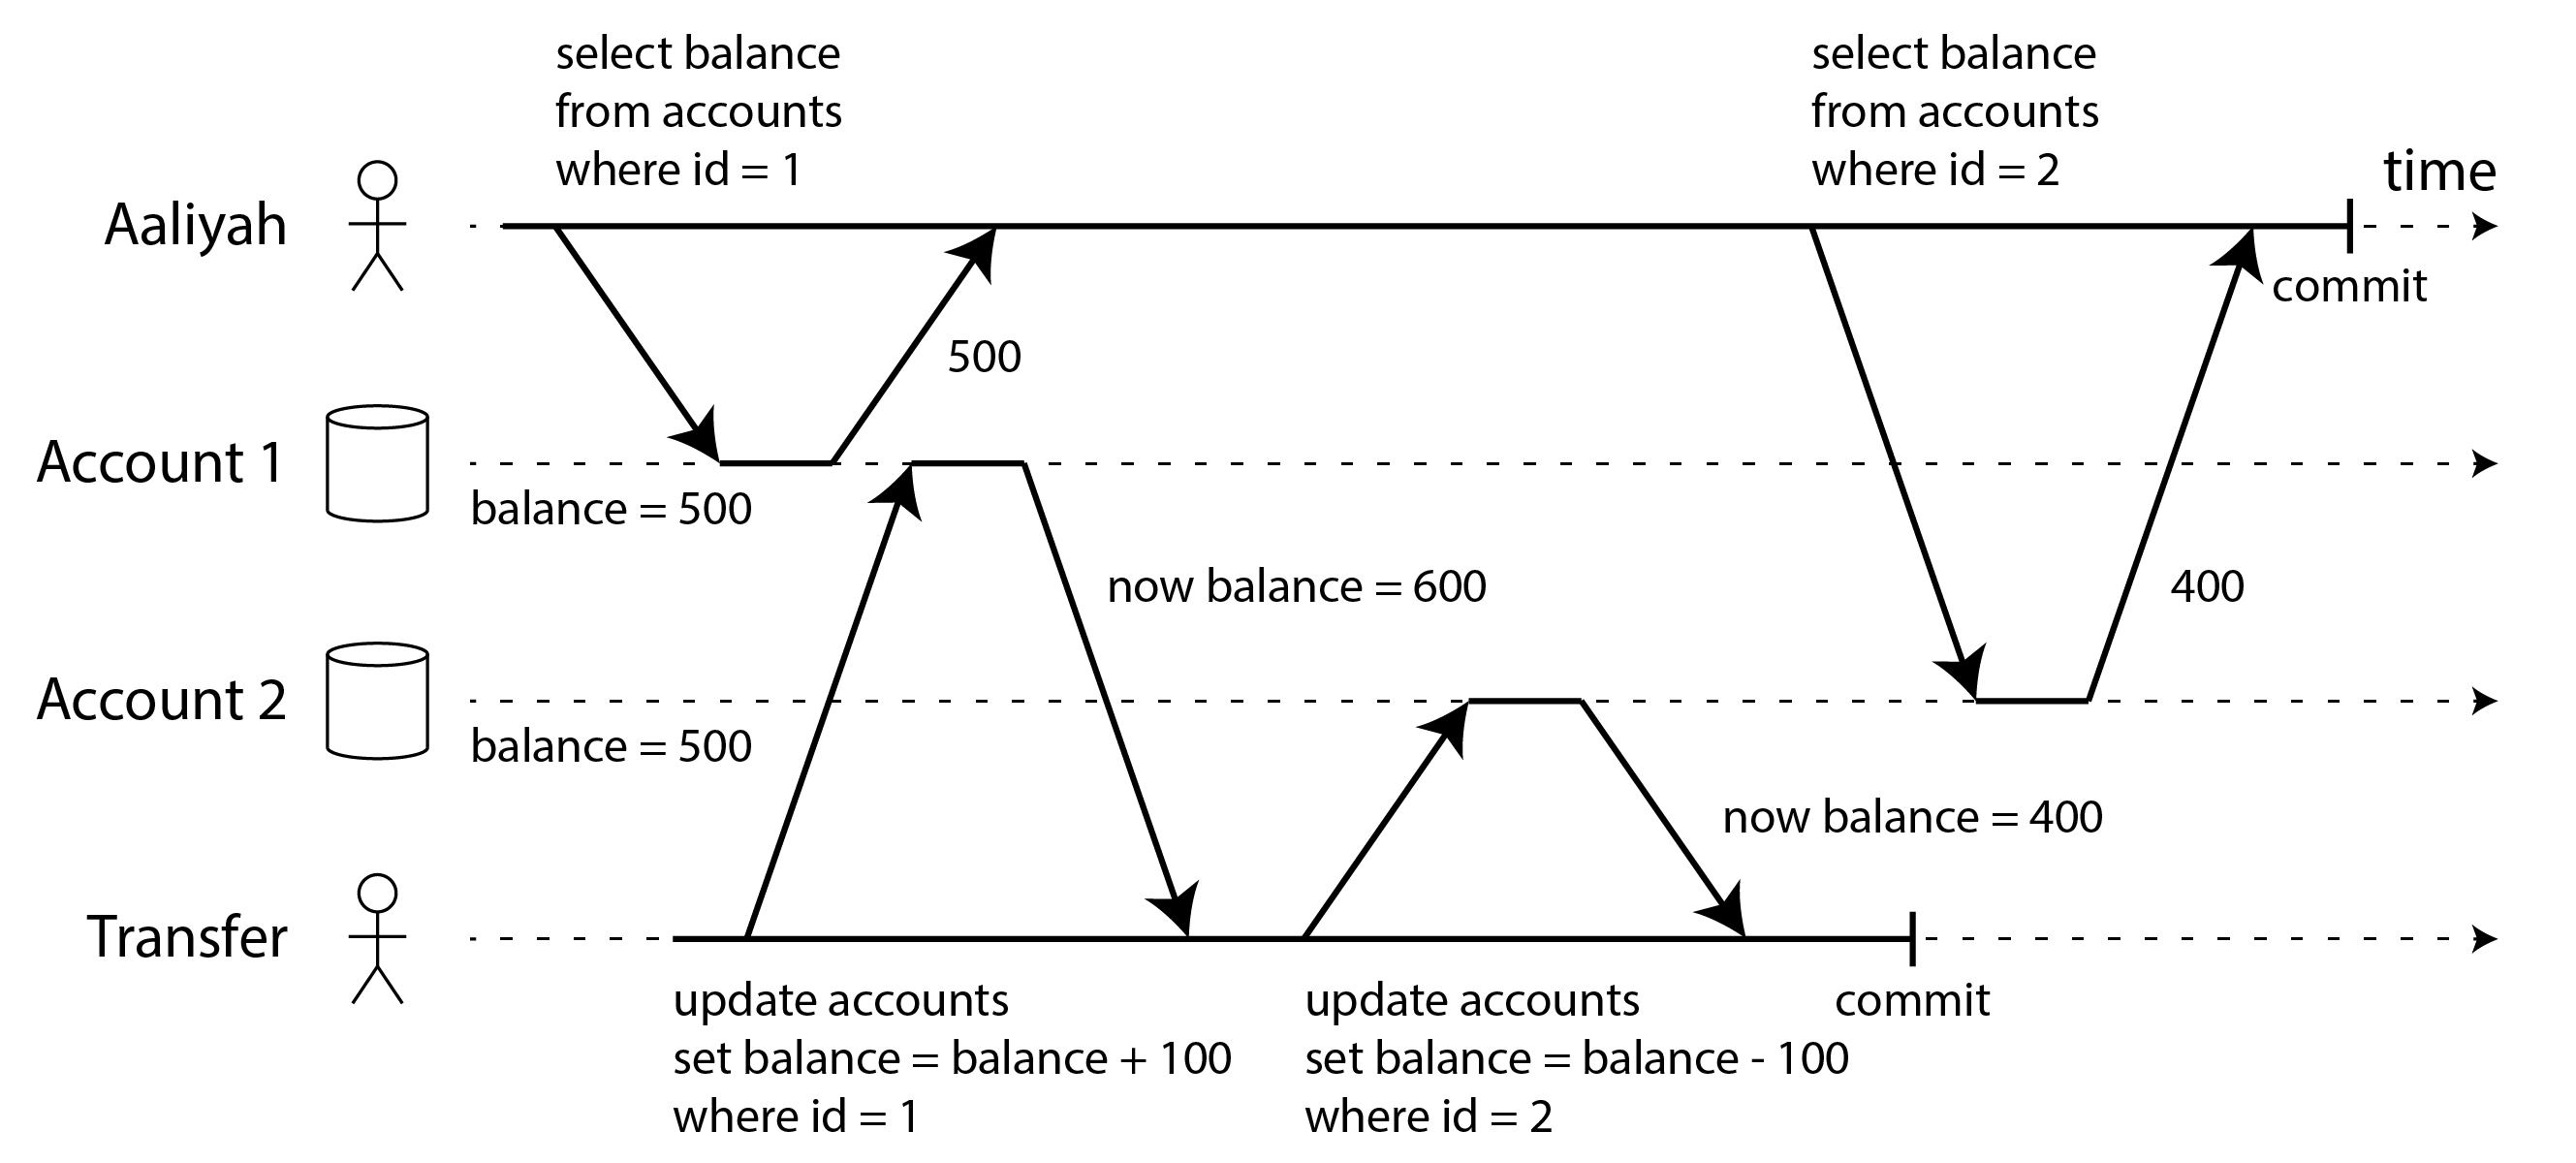 select balance
from accounts
where id = 1
select balance
from accounts
where id = 2
time
Aaliyah
commit
500
Account 1
balance = 500
now balance = 600
400
Account 2
balance = 500
now balance = 400
Transfer
update accounts
set balance = balance + 100
where id = 1
update accounts
set balance = balance - 100
where id = 2
commit